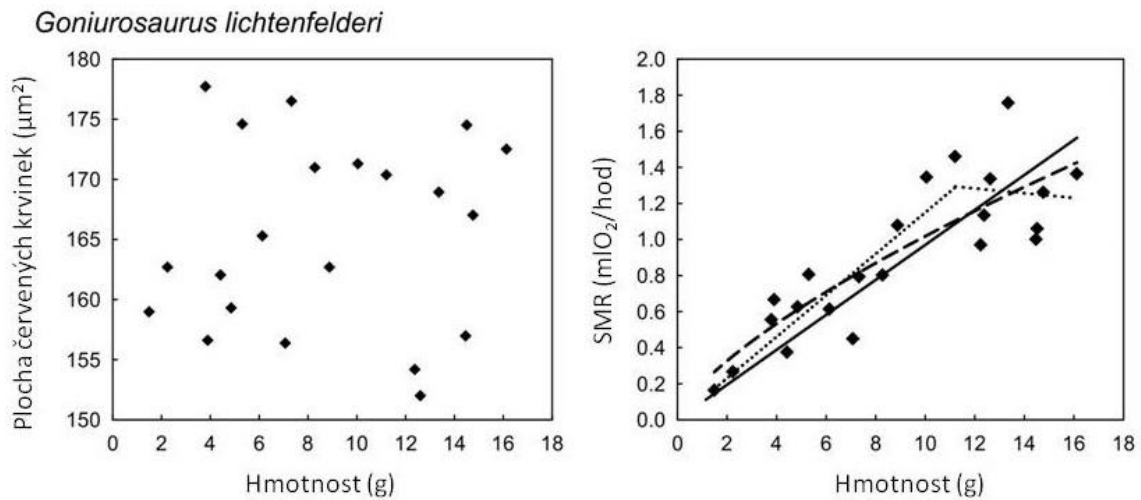 Goniurosaurus lichtenfelderi
Plocha červených krvinek (µm²)
180
175
170
165
160
155
150
0 2 4 6 8 10 12 14 16 18
Hmotnost (g)
SMR (mlO₂/hod)
2.0
1.8
1.6
1.4
1.2
1.0
0.8
0.6
0.4
0.2
0.0
0 2 4 6 8 10 12 14 16 18
Hmotnost (g)